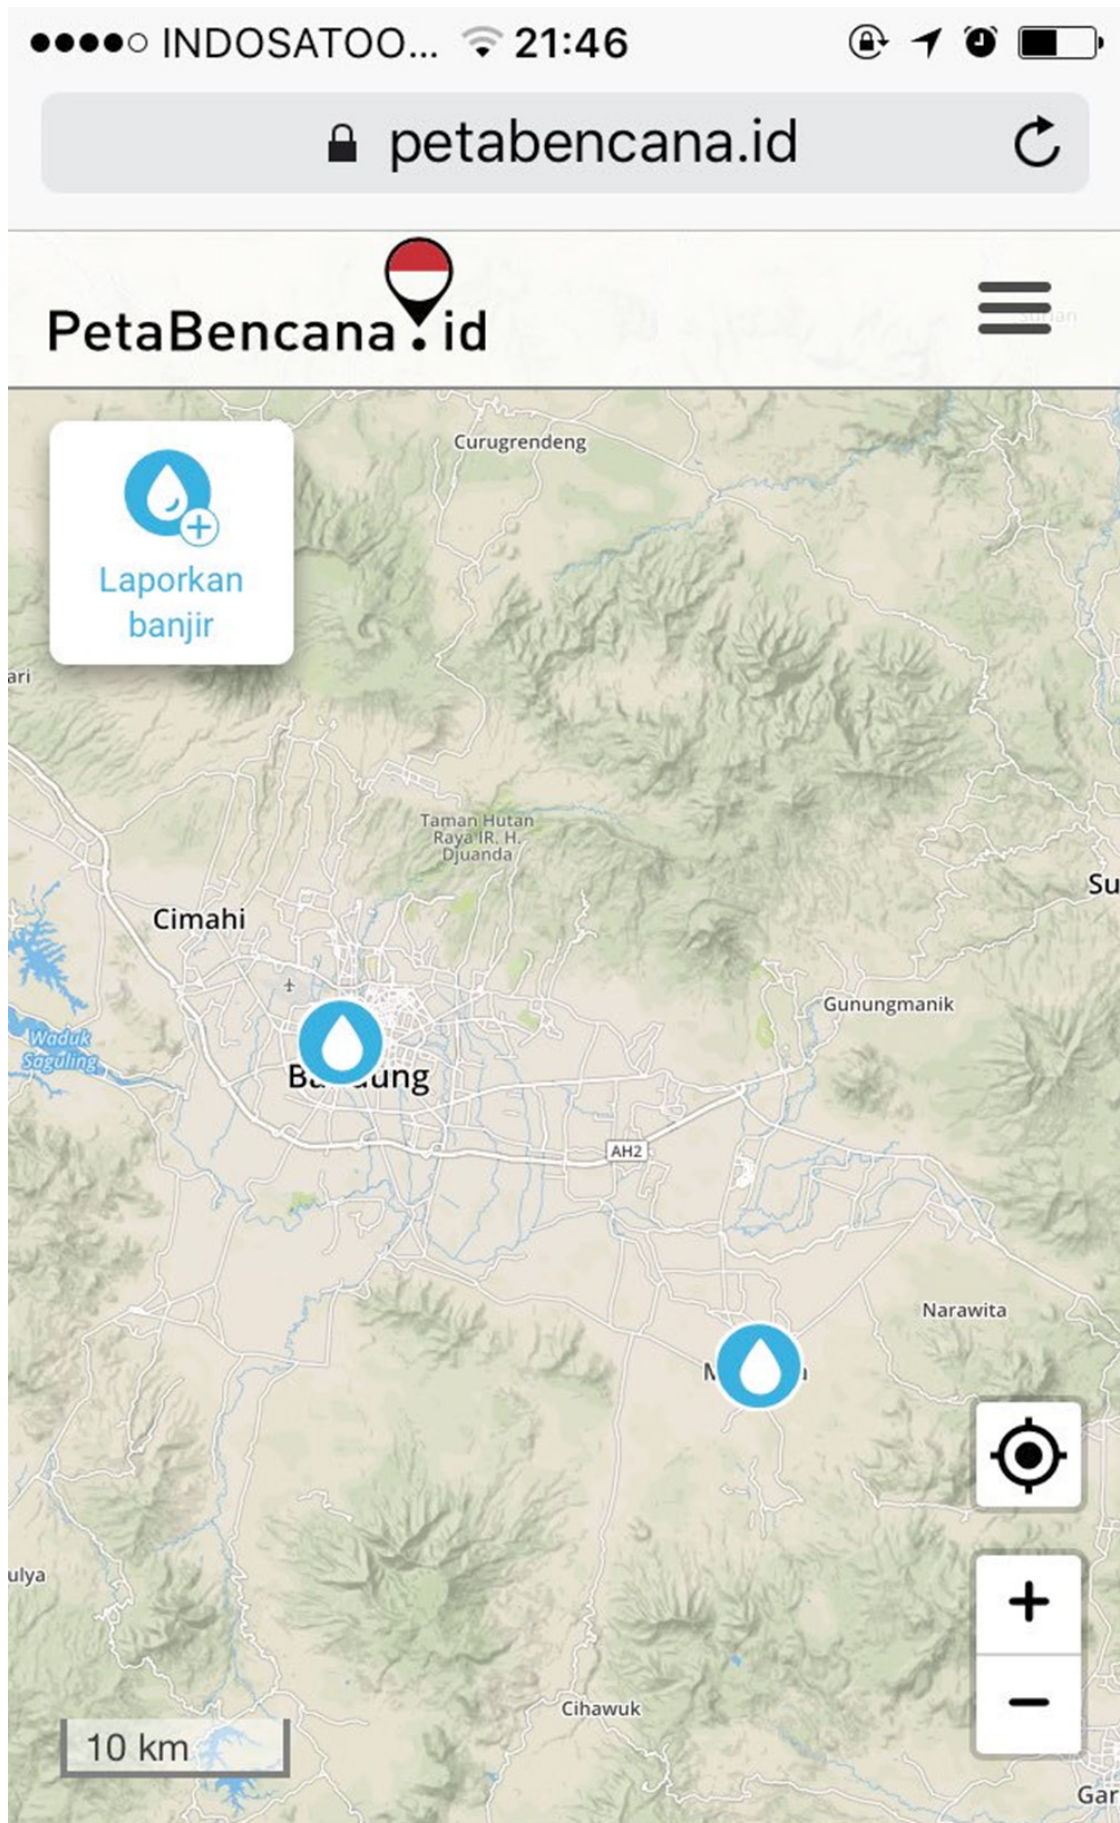 INDOSATOO... 21:46
petabencana.id
PetaBencana.id
Curugrendeng
Laporkan
banjir
ari
Taman Hutan
Raya IR. H.
Djuanda
Cimahi
Su
Gunungmanik
Waduk
Saguling
AH2
Narawita
ulya
Cihawuk
10 km
Gar